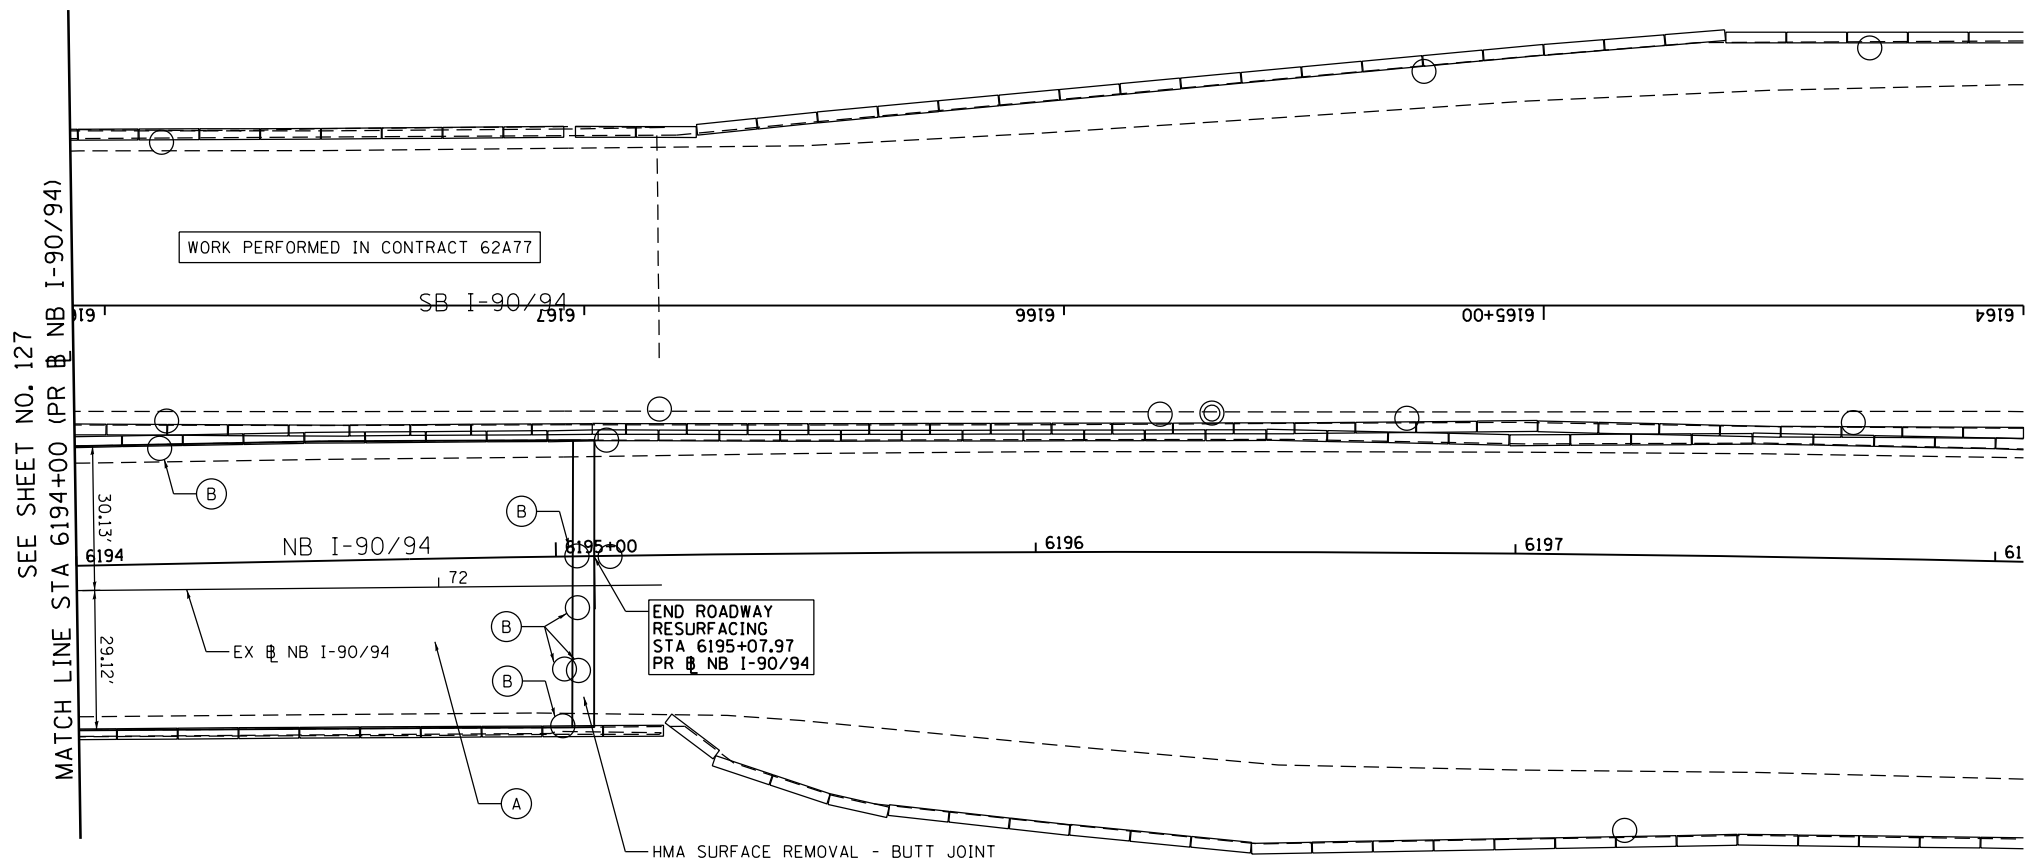 SEE SHEET NO. 127
MATCH LINE STA 6194+00 (PR ⅊ NB I-90/94)
WORK PERFORMED IN CONTRACT 62A77
SB I-90/94
6167
6166
6165+00
6164
B
30.13'
B
NB I-90/94
6194
6195+00
6196
6197
61
72
29.12'
EX ⅊ NB I-90/94
B
B
END ROADWAY
RESURFACING
STA 6195+07.97
PR ⅊ NB I-90/94
A
HMA SURFACE REMOVAL - BUTT JOINT